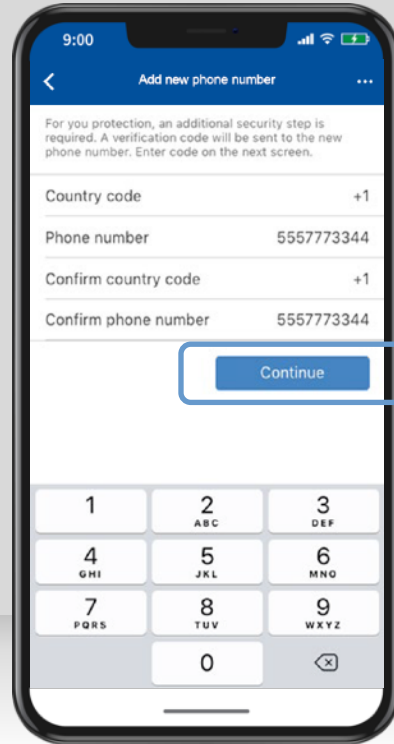 9:00
Add new phone number
For you protection, an additional security step is
required. A verification code will be sent to the new
phone number. Enter code on the next screen.
Country code +1
Phone number 5557773344
Confirm country code +1
Confirm phone number 5557773344
Continue
1 2 3
ABC DEF
4 5 6
GHI JKL MNO
7 8 9
PQRS TUV WXYZ
0